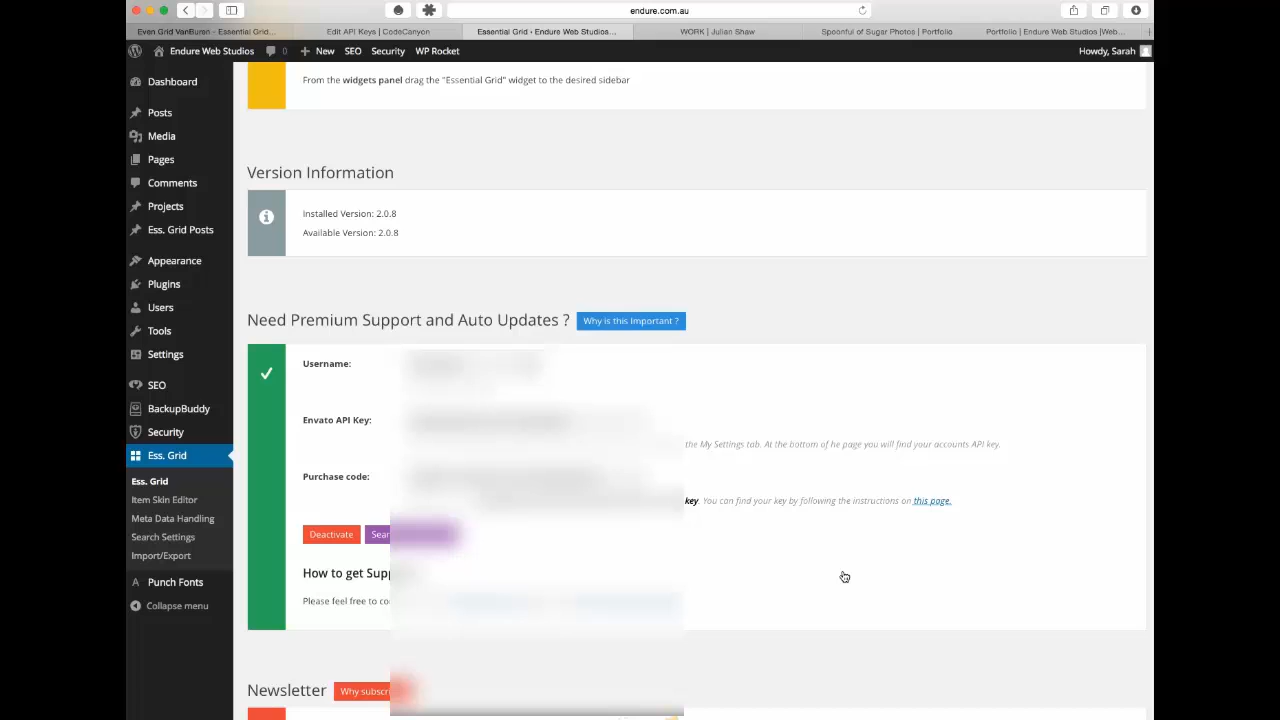 endure.com.au
Even Grid VanBuren - Essential Grid...
Edit API Keys | CodeCanyon
Essential Grid ‹ Endure Web Studios...
WORK | Julian Shaw
Spoonful of Sugar Photos | Portfolio
Portfolio | Endure Web Studios |Web...
Endure Web Studios
0
+ New
SEO
Security
WP Rocket
Howdy, Sarah
Dashboard
Posts
Media
Pages
Comments
Projects
Ess. Grid Posts
Appearance
Plugins
Users
Tools
Settings
SEO
BackupBuddy
Security
Ess. Grid
Ess. Grid
Item Skin Editor
Meta Data Handling
Search Settings
Import/Export
Punch Fonts
Collapse menu
From the widgets panel drag the "Essential Grid" widget to the desired sidebar
Version Information
Installed Version: 2.0.8
Available Version: 2.0.8
Need Premium Support and Auto Updates ?
Why is this Important ?
Username:
Envato API Key:
the My Settings tab. At the bottom of he page you will find your accounts API key.
Purchase code:
key. You can find your key by following the instructions on this page.
Deactivate
How to get
Please feel free to
Newsletter
Why